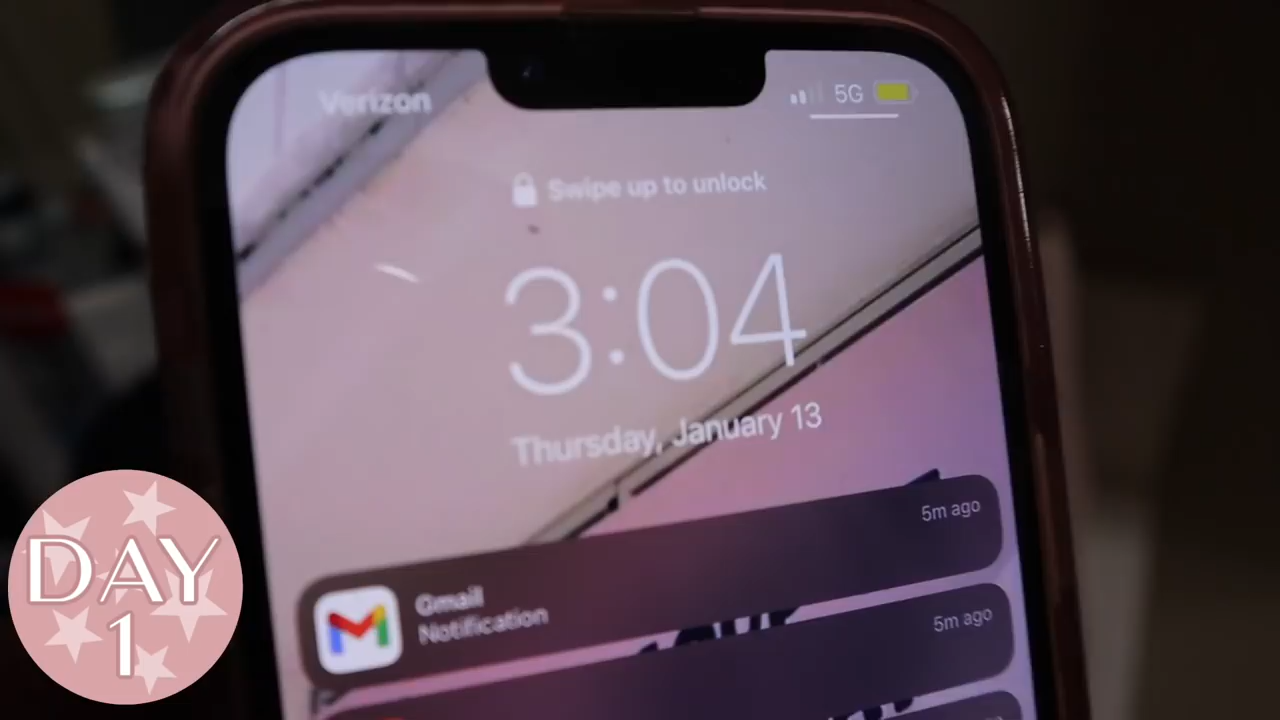 Verizon
5G
Swipe up to unlock
3:04
Thursday, January 13
5m ago
Gmail
Notification
5m ago
DAY
1